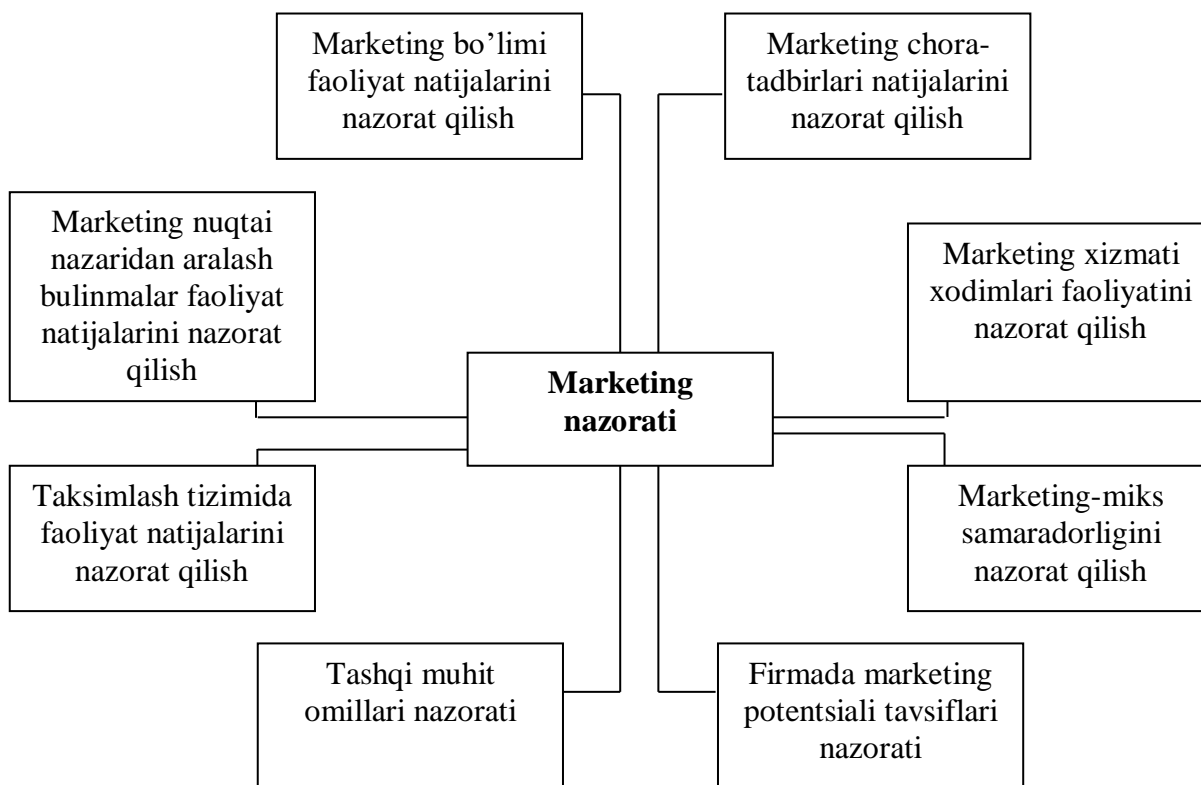 Marketing bo’limi
faoliyat natijalarini
nazorat qilish
Marketing chora-
tadbirlari natijalarini
nazorat qilish
Marketing nuqtai
nazaridan aralash
bulinmalar faoliyat
natijalarini nazorat
qilish
Marketing xizmati
xodimlari faoliyatini
nazorat qilish
Marketing
nazorati
Taksimlash tizimida
faoliyat natijalarini
nazorat qilish
Marketing-miks
samaradorligini
nazorat qilish
Tashqi muhit
omillari nazorati
Firmada marketing
potentsiali tavsiflari
nazorati